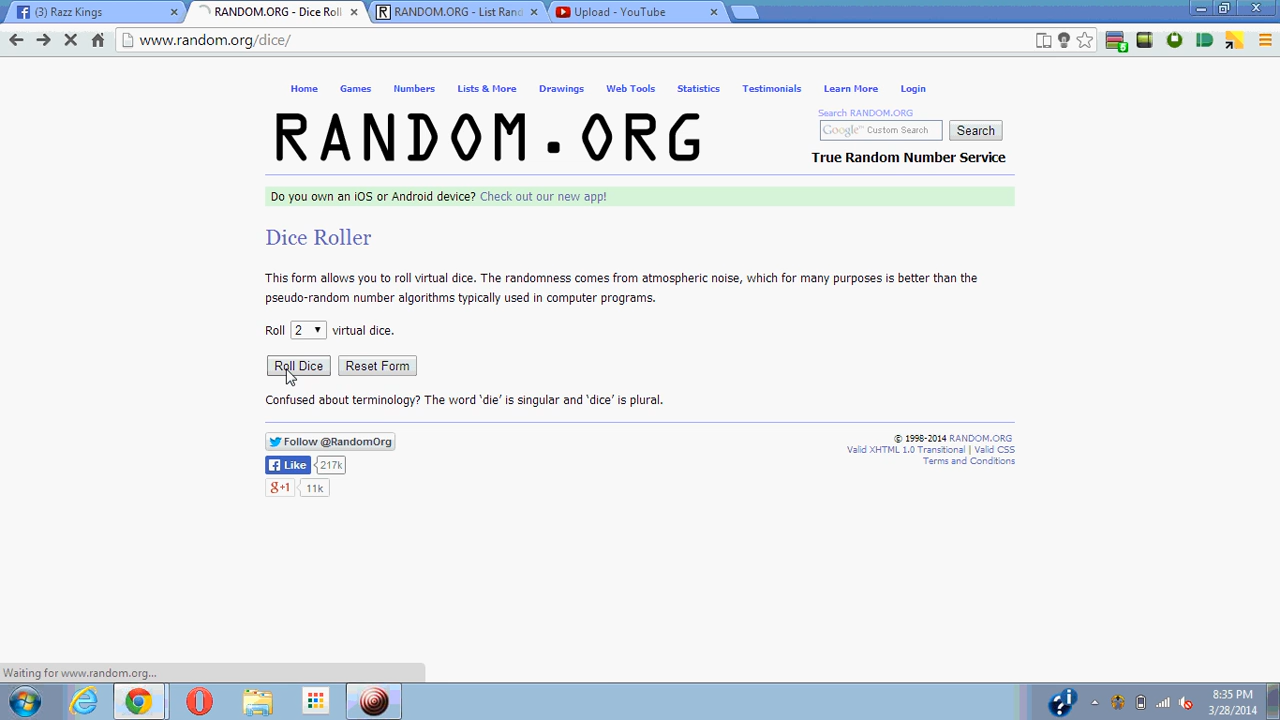 (3) Razz Kings
RANDOM.ORG - Dice Roll
RANDOM.ORG - List Rand
Upload - YouTube
www.random.org/dice/
5
Home Games Numbers Lists & More Drawings Web Tools Statistics Testimonials Learn More Login
RANDOM.ORG
Search RANDOM.ORG
Google™ Custom Search Search
True Random Number Service
Do you own an iOS or Android device? Check out our new app!
Dice Roller
This form allows you to roll virtual dice. The randomness comes from atmospheric noise, which for many purposes is better than the
pseudo-random number algorithms typically used in computer programs.
Roll 2 virtual dice.
Roll Dice Reset Form
Confused about terminology? The word ‘die’ is singular and ‘dice’ is plural.
Follow @RandomOrg
Like 217k
g+1 11k
© 1998-2014 RANDOM.ORG
Valid XHTML 1.0 Transitional | Valid CSS
Terms and Conditions
Waiting for www.random.org...
8:35 PM
3/28/2014